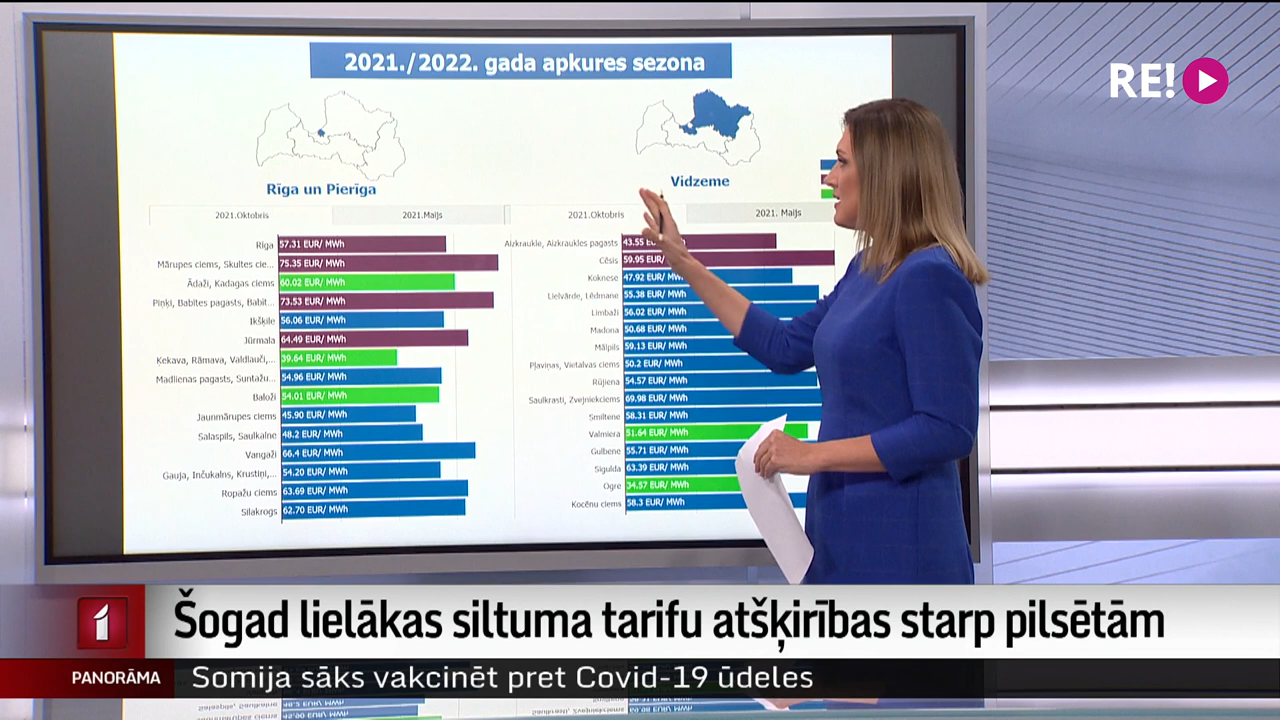 2021./2022. gada apkures sezona
RE!
Rīga un Pierīga
Vidzeme
2021.Oktobris
2021.Maijs
2021.Oktobris
2021. Maijs
Rīga 57.31 EUR/ MWh
Mārupes ciems, Skultes cie... 75.35 EUR/ MWh
Ādaži, Kadagas ciems 60.02 EUR/ MWh
Piņķi, Babītes pagasts, Babīt... 73.53 EUR/ MWh
Ikšķile 56.06 EUR/ MWh
Jūrmala 64.49 EUR/ MWh
Ķekava, Rāmava, Valdlauči,... 39.64 EUR/ MWh
Madlienas pagasts, Suntažu... 54.96 EUR/ MWh
Baloži 54.01 EUR/ MWh
Jaunmārupes ciems 45.90 EUR/ MWh
Salaspils, Saulkalne 48.2 EUR/ MWh
Vangaži 66.4 EUR/ MWh
Gauja, Inčukalns, Krustiņi,... 54.20 EUR/ MWh
Ropažu ciems 63.69 EUR/ MWh
Silakrogs 62.70 EUR/ MWh
Aizkraukle, Aizkraukles pagasts 43.55
Cēsis 59.95 EUR/
Koknese 47.92 EUR/ MWh
Lielvārde, Lēdmane 55.38 EUR/ MWh
Limbaži 56.02 EUR/ MWh
Madona 50.68 EUR/ MWh
Mālpils 59.13 EUR/ MWh
Pļaviņas, Vietalvas ciems 50.2 EUR/ MWh
Rūjiena 54.57 EUR/ MWh
Saulkrasti, Zvejniekciems 69.98 EUR/ MWh
Smiltene 58.31 EUR/ MWh
Valmiera 51.64 EUR/ MWh
Gulbene 55.71 EUR/ MWh
Sigulda 63.39 EUR/ MWh
Ogre 34.57 EUR/ MWh
Kocēnu ciems 58.3 EUR/ MWh
1 Šogad lielākas siltuma tarifu atšķirības starp pilsētām
PANORĀMA Somija sāks vakcinēt pret Covid-19 ūdeles